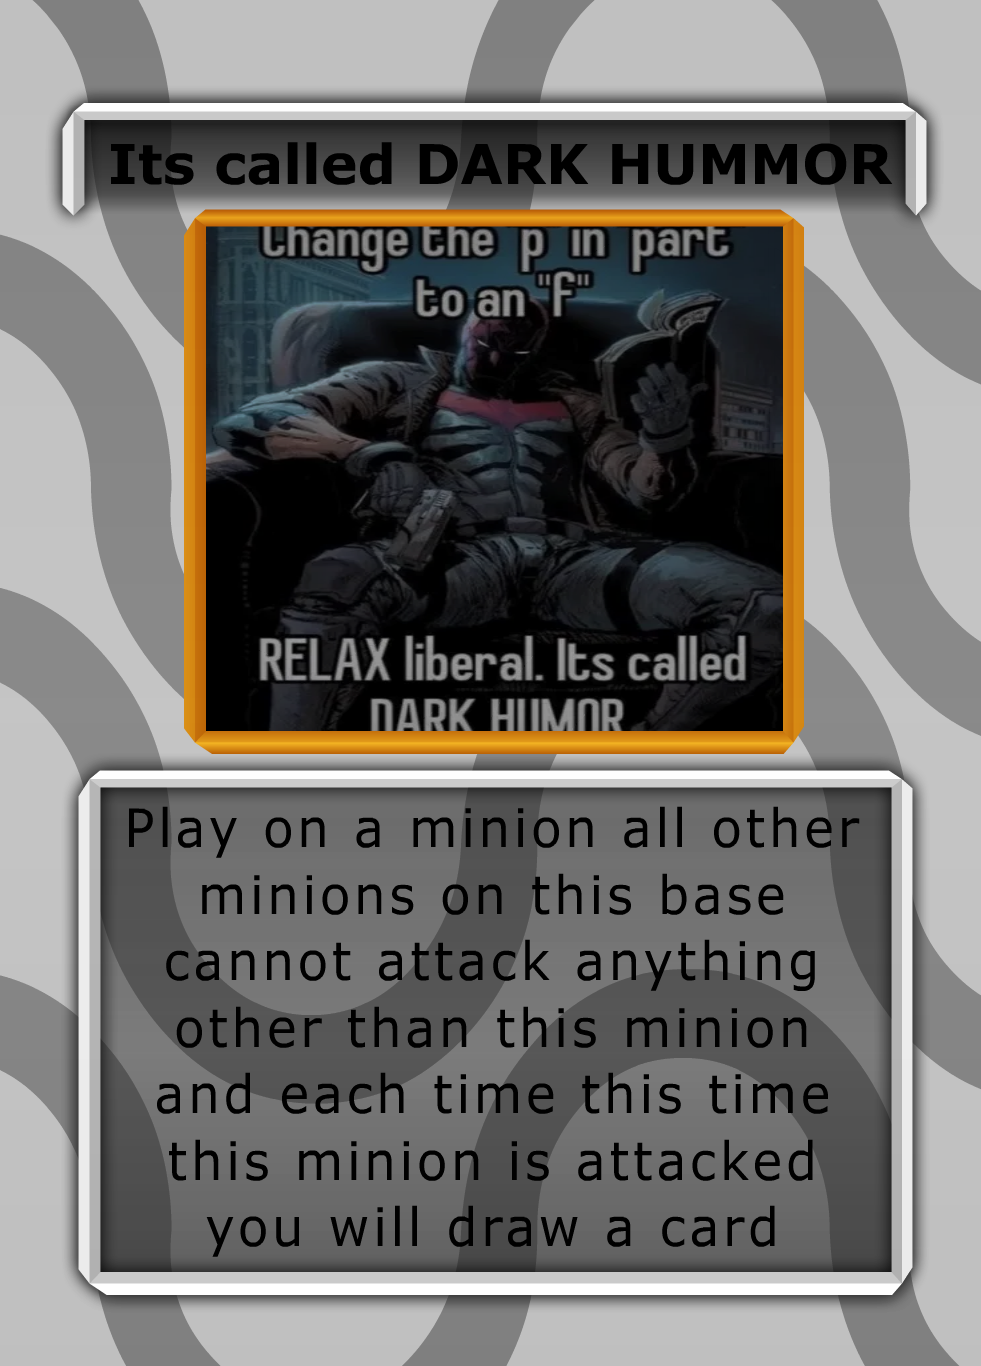 Its called DARK HUMMOR
Change the "p" in "part"
to an "f"
RELAX liberal. Its called
DARK HUMOR
Play on a minion all other
minions on this base
cannot attack anything
other than this minion
and each time this time
this minion is attacked
you will draw a card